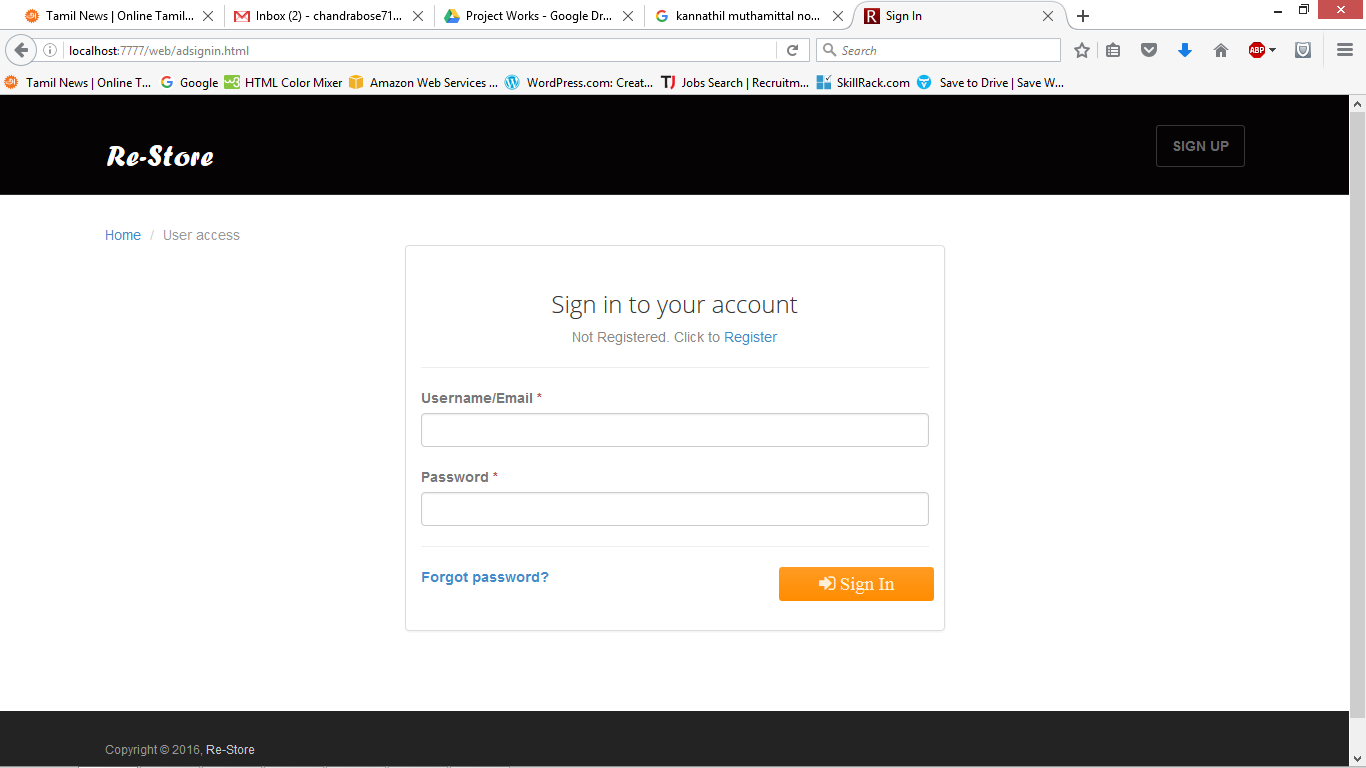 Tamil News | Online Tamil... Inbox (2) - chandrabose71... Project Works - Google Dr... kannathil muthamittal no... Sign In
localhost:7777/web/adsignin.html Search ABP
Tamil News | Online T... Google HTML Color Mixer Amazon Web Services ... WordPress.com: Creat... Jobs Search | Recruitm... SkillRack.com Save to Drive | Save W...
Re-Store SIGN UP
Home / User access
Sign in to your account
Not Registered. Click to Register
Username/Email *
Password *
Forgot password? Sign In
Copyright © 2016, Re-Store